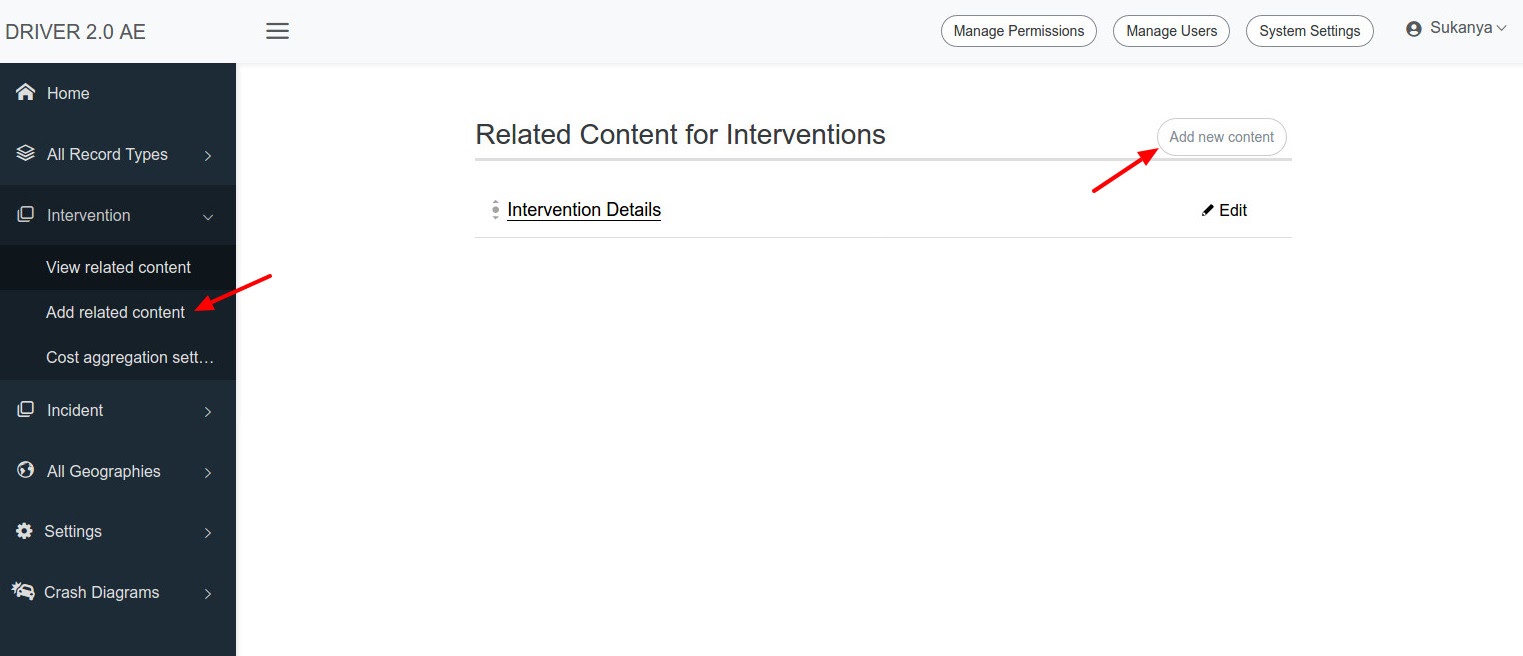 DRIVER 2.0 AE
Manage Permissions
Manage Users
System Settings
Sukanya
Home
All Record Types
Intervention
View related content
Add related content
Cost aggregation sett…
Incident
All Geographies
Settings
Crash Diagrams
Related Content for Interventions
Add new content
Intervention Details
Edit